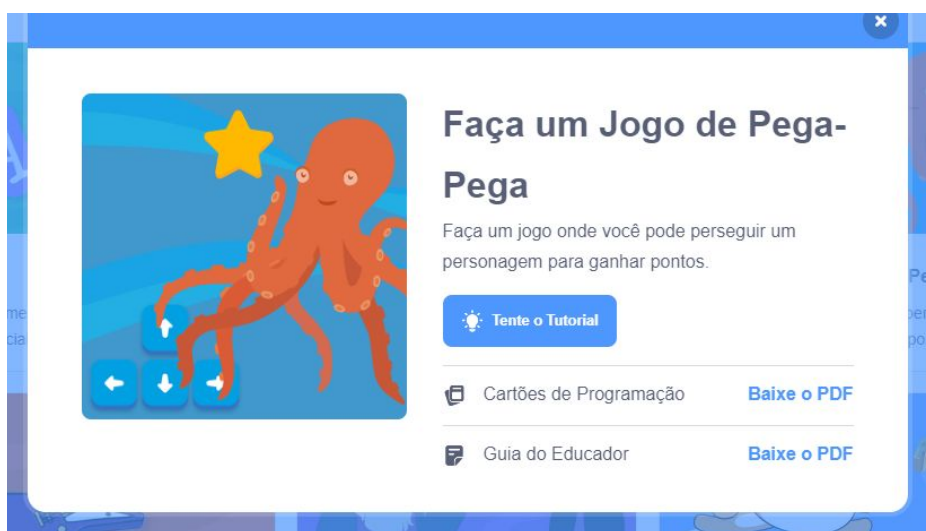 Faça um Jogo de Pega-
Pega
Faça um jogo onde você pode perseguir um
personagem para ganhar pontos.
Tente o Tutorial
Cartões de Programação Baixe o PDF
Guia do Educador Baixe o PDF